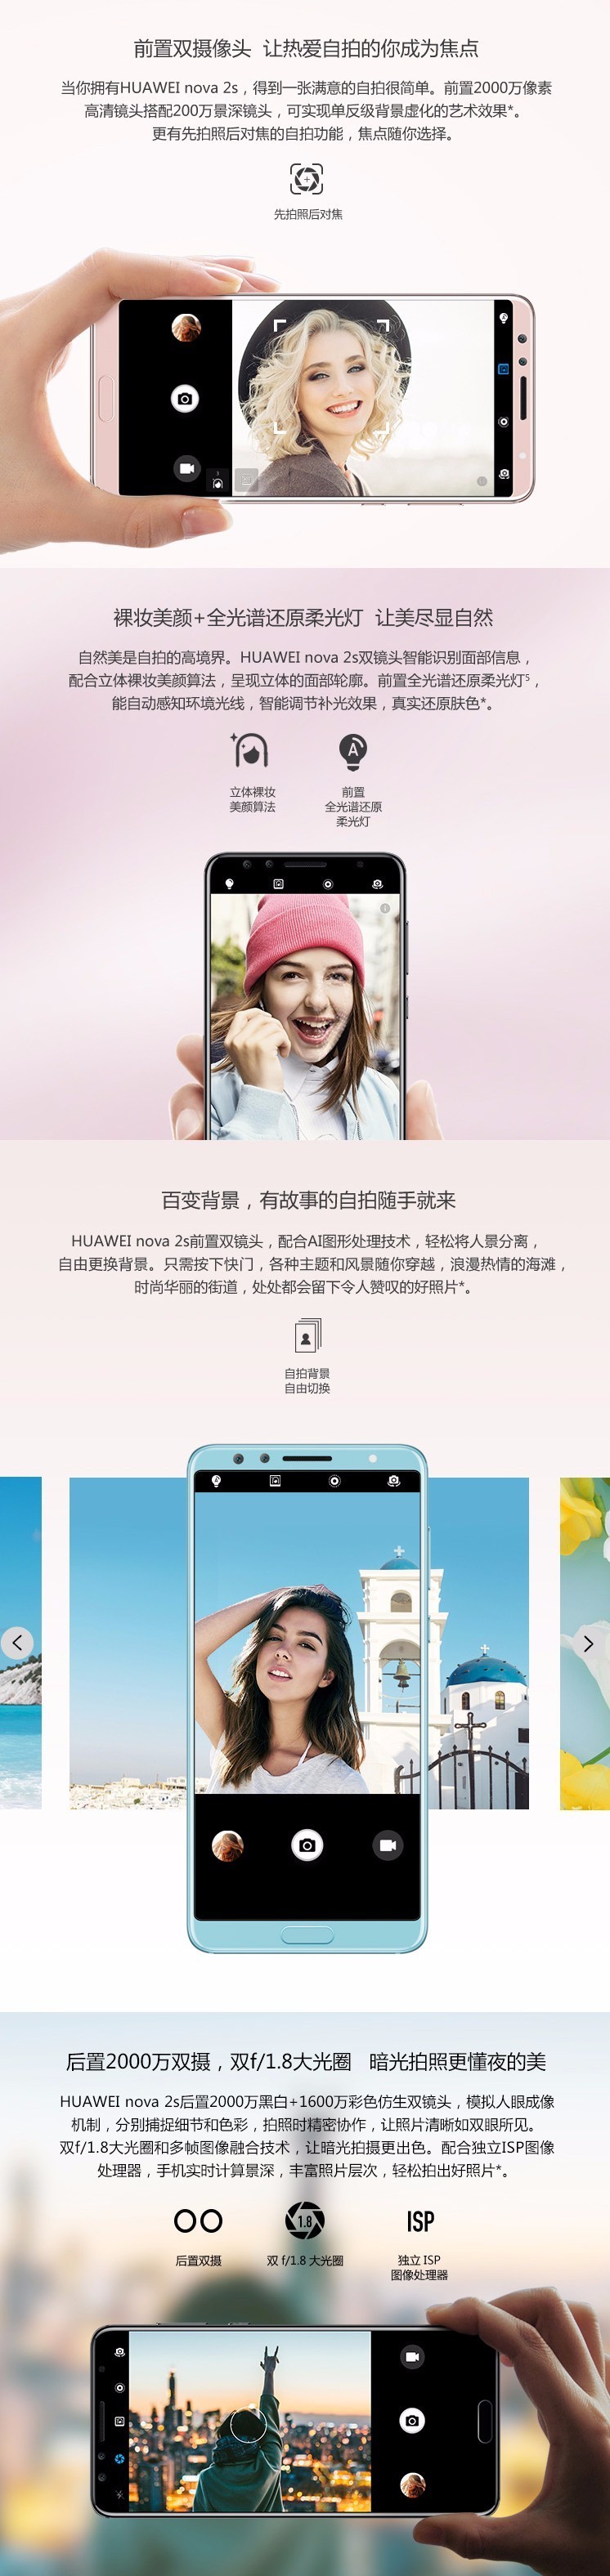 前置双摄像头 让热爱自拍的你成为焦点
当你拥有HUAWEI nova 2s，得到一张满意的自拍很简单。前置2000万像素
高清镜头搭配200万景深镜头，可实现单反级背景虚化的艺术效果*。
更有先拍照后对焦的自拍功能，焦点随你选择。
先拍照后对焦
裸妆美颜+全光谱还原柔光灯 让美尽显自然
自然美是自拍的高境界。HUAWEI nova 2s双镜头智能识别面部信息，
配合立体裸妆美颜算法，呈现立体的面部轮廓。前置全光谱还原柔光灯⁵，
能自动感知环境光线，智能调节补光效果，真实还原肤色*。
A
立体裸妆
美颜算法
前置
全光谱还原
柔光灯
百变背景，有故事的自拍随手就来
HUAWEI nova 2s前置双镜头，配合AI图形处理技术，轻松将人景分离，
自由更换背景。只需按下快门，各种主题和风景随你穿越，浪漫热情的海滩，
时尚华丽的街道，处处都会留下令人赞叹的好照片*。
自拍背景
自由切换
后置2000万双摄，双f/1.8大光圈 暗光拍照更懂夜的美
HUAWEI nova 2s后置2000万黑白+1600万彩色仿生双镜头，模拟人眼成像
机制，分别捕捉细节和色彩，拍照时精密协作，让照片清晰如双眼所见。
双f/1.8大光圈和多帧图像融合技术，让暗光拍摄更出色。配合独立ISP图像
处理器，手机实时计算景深，丰富照片层次，轻松拍出好照片*。
1.8
ISP
后置双摄
双 f/1.8 大光圈
独立 ISP
图像处理器